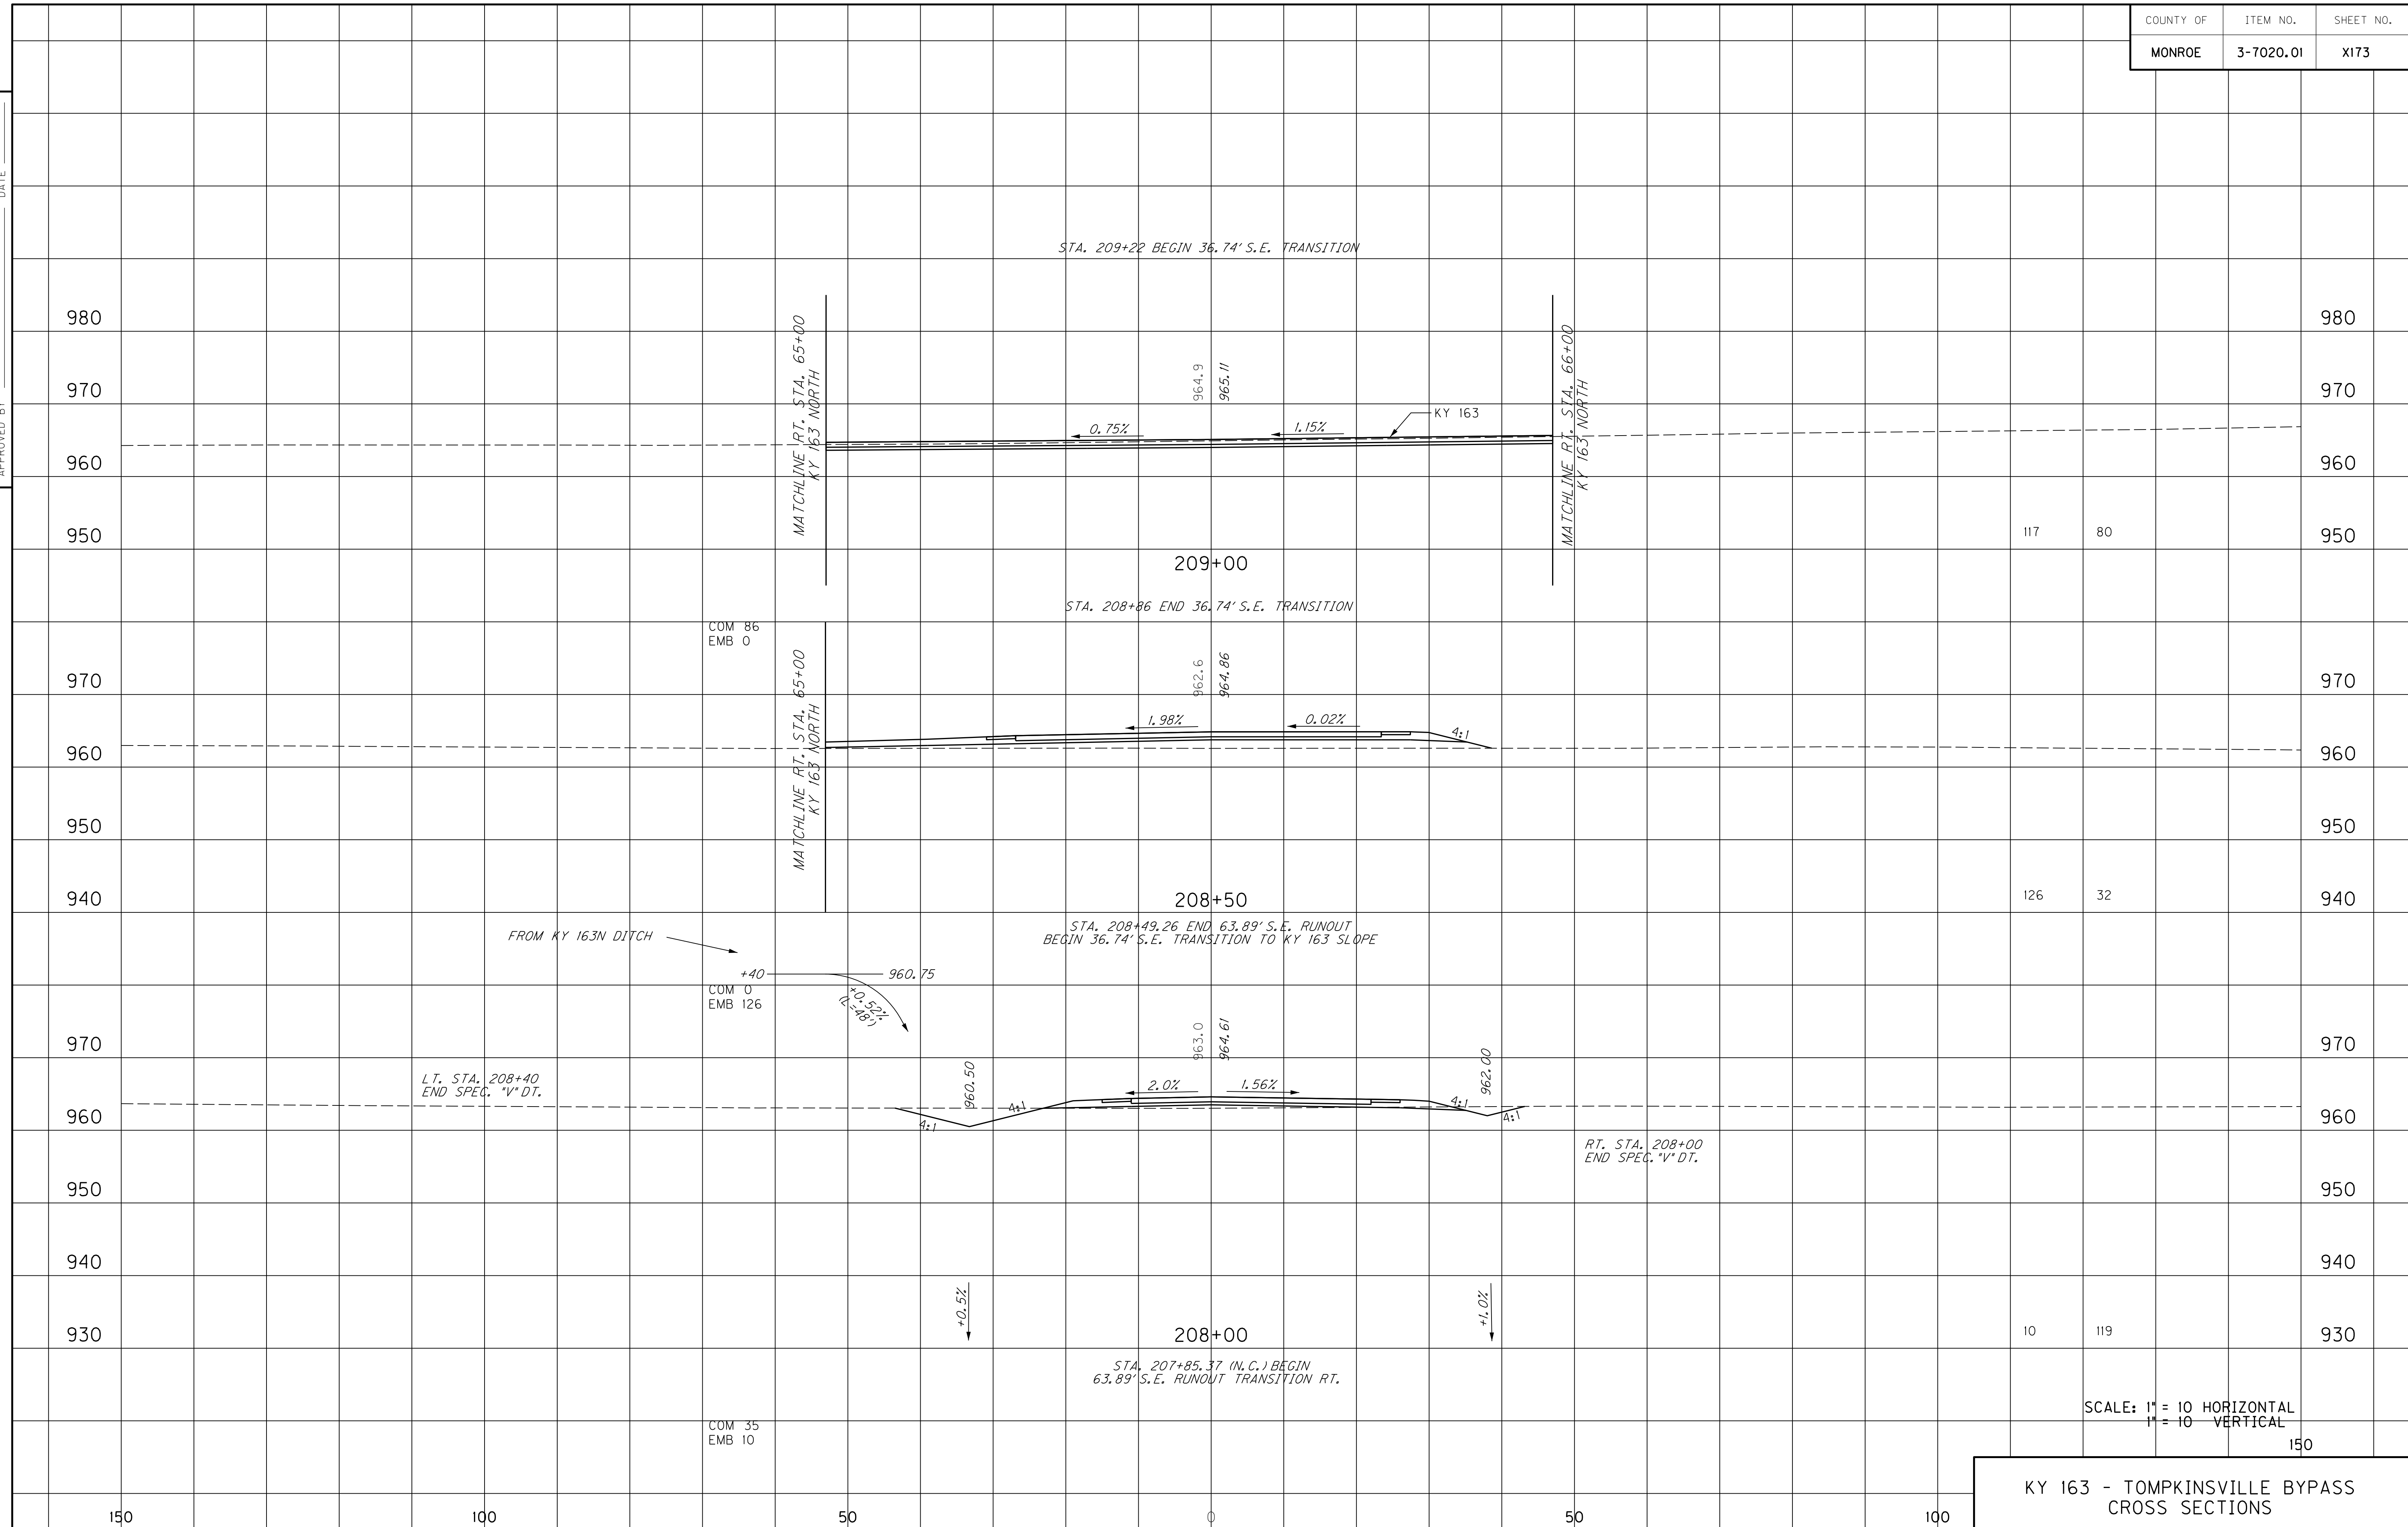 COUNTY OF ITEM NO. SHEET NO.
MONROE 3-7020.01 X173
DATE
APPROVED BY
STA. 209+22 BEGIN 36.74' S.E. TRANSITION
980 980
MATCHLINE RT. STA. 65+00
KY 163 NORTH
964.9
965.11
MATCHLINE RT. STA. 66+00
KY 163 NORTH
970 970
KY 163
0.75% 1.15%
960 960
950 117 80 950
209+00
STA. 208+86 END 36.74' S.E. TRANSITION
COM 86
EMB 0
MATCHLINE RT. STA. 65+00
KY 163 NORTH
962.6
964.86
970 970
1.98% 0.02%
4:1
960 960
950 950
940 208+50 126 32 940
STA. 208+49.26 END 63.89' S.E. RUNOUT
BEGIN 36.74' S.E. TRANSITION TO KY 163 SLOPE
FROM KY 163N DITCH
+40 960.75
COM 0
EMB 126
+0.52%
(L=48')
963.0
964.61
970 970
960.50
962.00
LT. STA. 208+40
END SPEC. "V" DT.
2.0% 1.56%
4:1 4:1 4:1 4:1
960 960
RT. STA. 208+00
END SPEC. "V" DT.
950 950
940 940
+0.5% +1.0%
930 208+00 10 119 930
STA. 207+85.37 (N.C.) BEGIN
63.89' S.E. RUNOUT TRANSITION RT.
COM 35
EMB 10
SCALE: 1" = 10 HORIZONTAL
1" = 10 VERTICAL
150
KY 163 - TOMPKINSVILLE BYPASS
CROSS SECTIONS
150 100 50 0 50 100